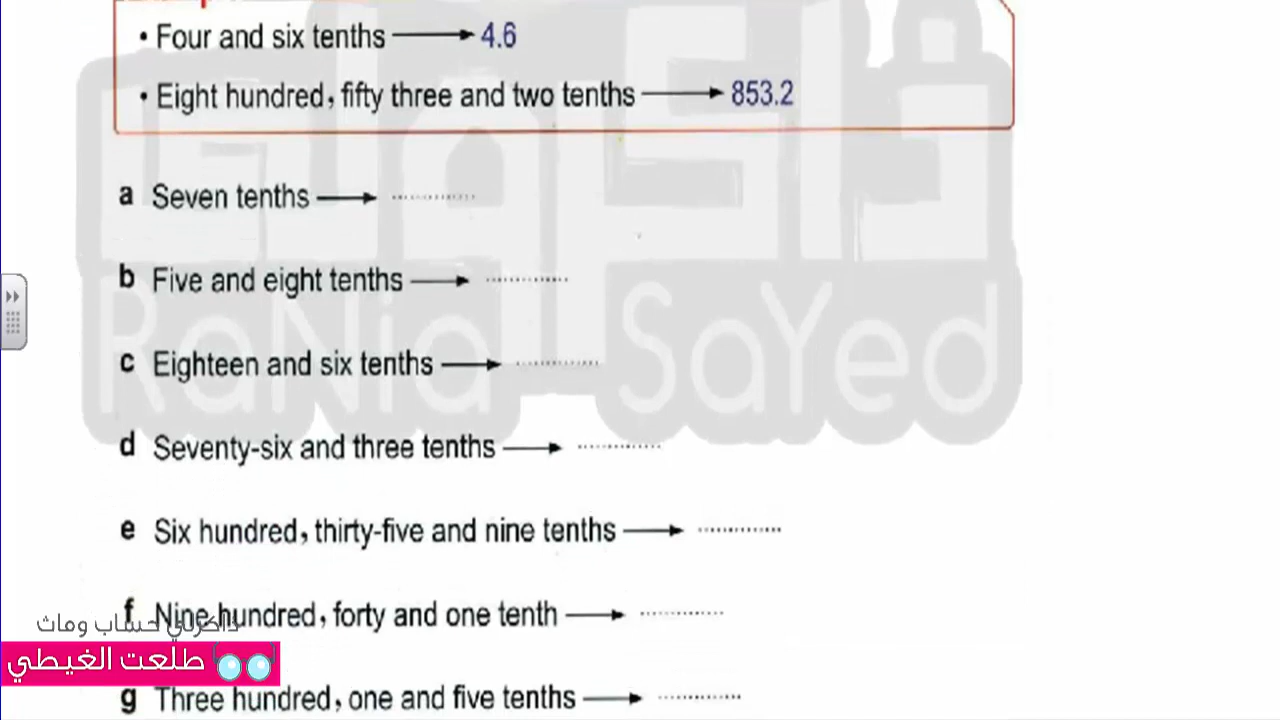 • Four and six tenths → 4.6
• Eight hundred, fifty three and two tenths → 853.2
a Seven tenths → ............
b Five and eight tenths → ............
c Eighteen and six tenths → ............
d Seventy-six and three tenths → ............
e Six hundred, thirty-five and nine tenths → ............
f Nine hundred, forty and one tenth → ............
g Three hundred, one and five tenths → ............
RaNia SaYed
ذاكرلي حساب وماث
طلعت الغيطي